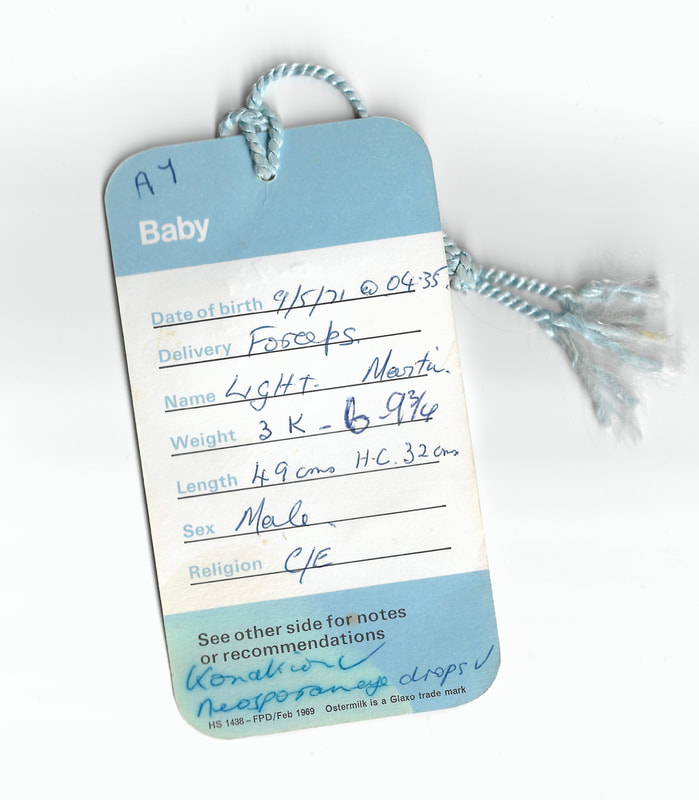 A Y
Baby
Date of birth 9/5/71 @ 04.35
Delivery Forceps
Name LIGHT. Martin.
Weight 3 K - 6 - 9 3/4
Length 49 cms H.C. 32 cms
Sex Male
Religion C/E
See other side for notes
or recommendations
Konakion ✓
neosporan eye drops ✓
HS 1438 – FPD/Feb 1969 Ostermilk is a Glaxo trade mark